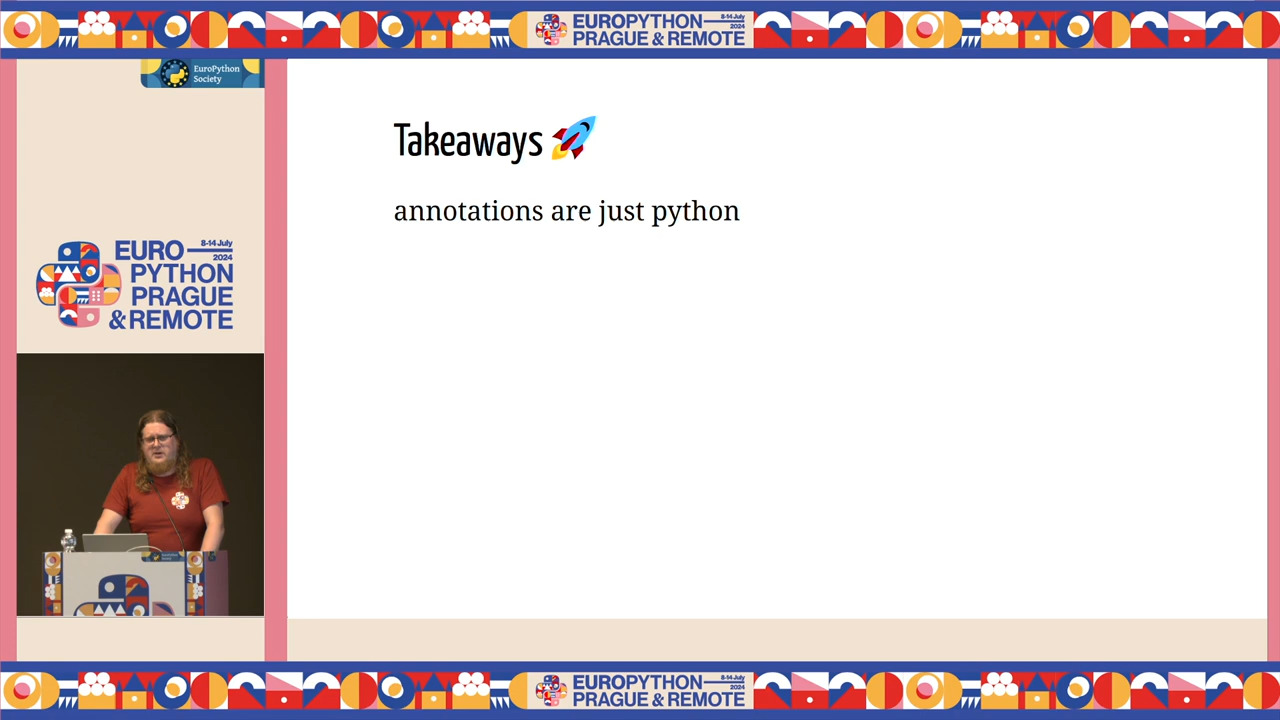 EUROPYTHON 8-14 July
PRAGUE & REMOTE 2024
EuroPython
Society
Takeaways
annotations are just python
EURO 8-14 July
2024
PYTHON
PRAGUE
& REMOTE
EUROPYTHON 8-14 July
PRAGUE & REMOTE 2024